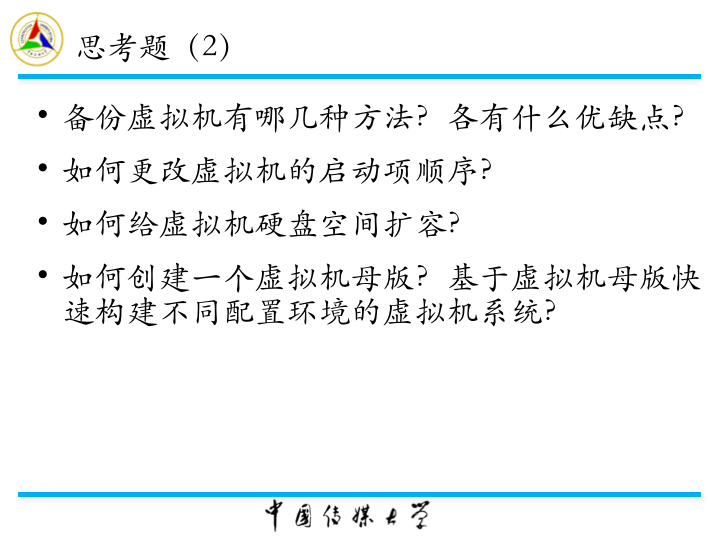 思考题（2）
• 备份虚拟机有哪几种方法？各有什么优缺点？
• 如何更改虚拟机的启动项顺序？
• 如何给虚拟机硬盘空间扩容？
• 如何创建一个虚拟机母版？基于虚拟机母版快
速构建不同配置环境的虚拟机系统？
中国传媒大学